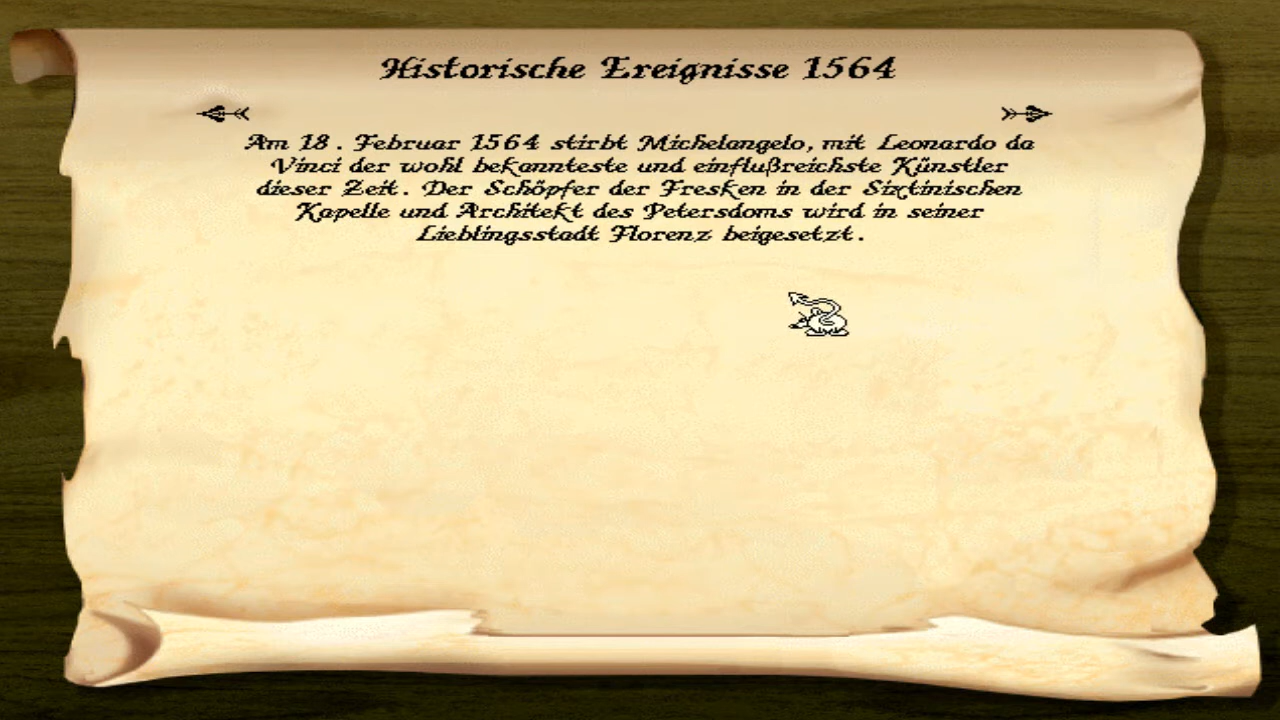 Historische Ereignisse 1564
Am 18. Februar 1564 stirbt Michelangelo, mit Leonardo da
Vinci der wohl bekannteste und einflußreichste Künstler
dieser Zeit. Der Schöpfer der Fresken in der Sixtinischen
Kapelle und Architekt des Petersdoms wird in seiner
Lieblingsstadt Florenz beigesetzt.